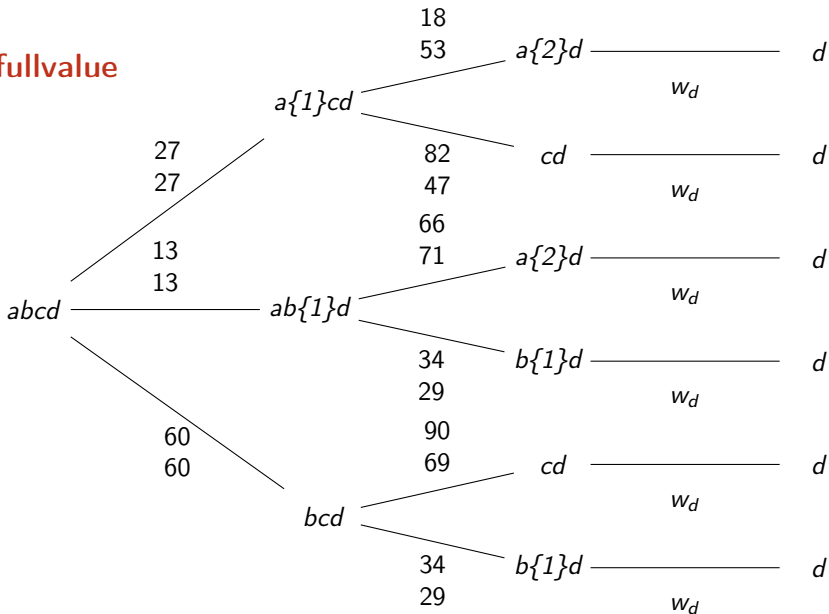 fullvalue
18
53
a{2}d
d
w_d
a{1}cd
27
27
82
47
cd
d
w_d
66
71
a{2}d
d
w_d
13
13
abcd
ab{1}d
34
29
b{1}d
d
w_d
60
60
90
69
cd
d
w_d
bcd
34
29
b{1}d
d
w_d